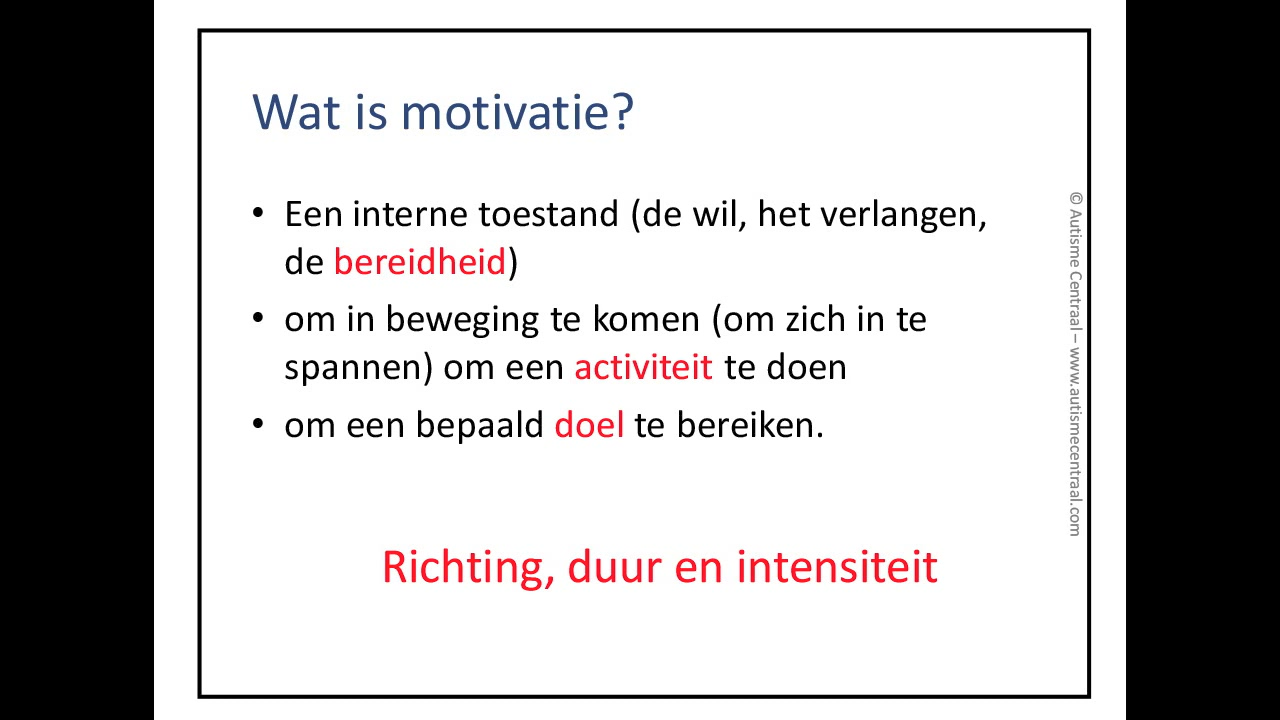 Wat is motivatie?
• Een interne toestand (de wil, het verlangen,
de bereidheid)
• om in beweging te komen (om zich in te
spannen) om een activiteit te doen
• om een bepaald doel te bereiken.
Richting, duur en intensiteit
© Autisme Centraal – www.autismecentraal.com